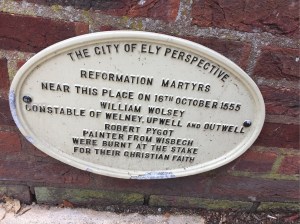 THE CITY OF ELY PERSPECTIVE
REFORMATION MARTYRS
NEAR THIS PLACE ON 16TH OCTOBER 1555
WILLIAM WOLSEY
CONSTABLE OF WELNEY, UPWELL AND OUTWELL
ROBERT PYGOT
PAINTER FROM WISBECH
WERE BURNT AT THE STAKE
FOR THEIR CHRISTIAN FAITH